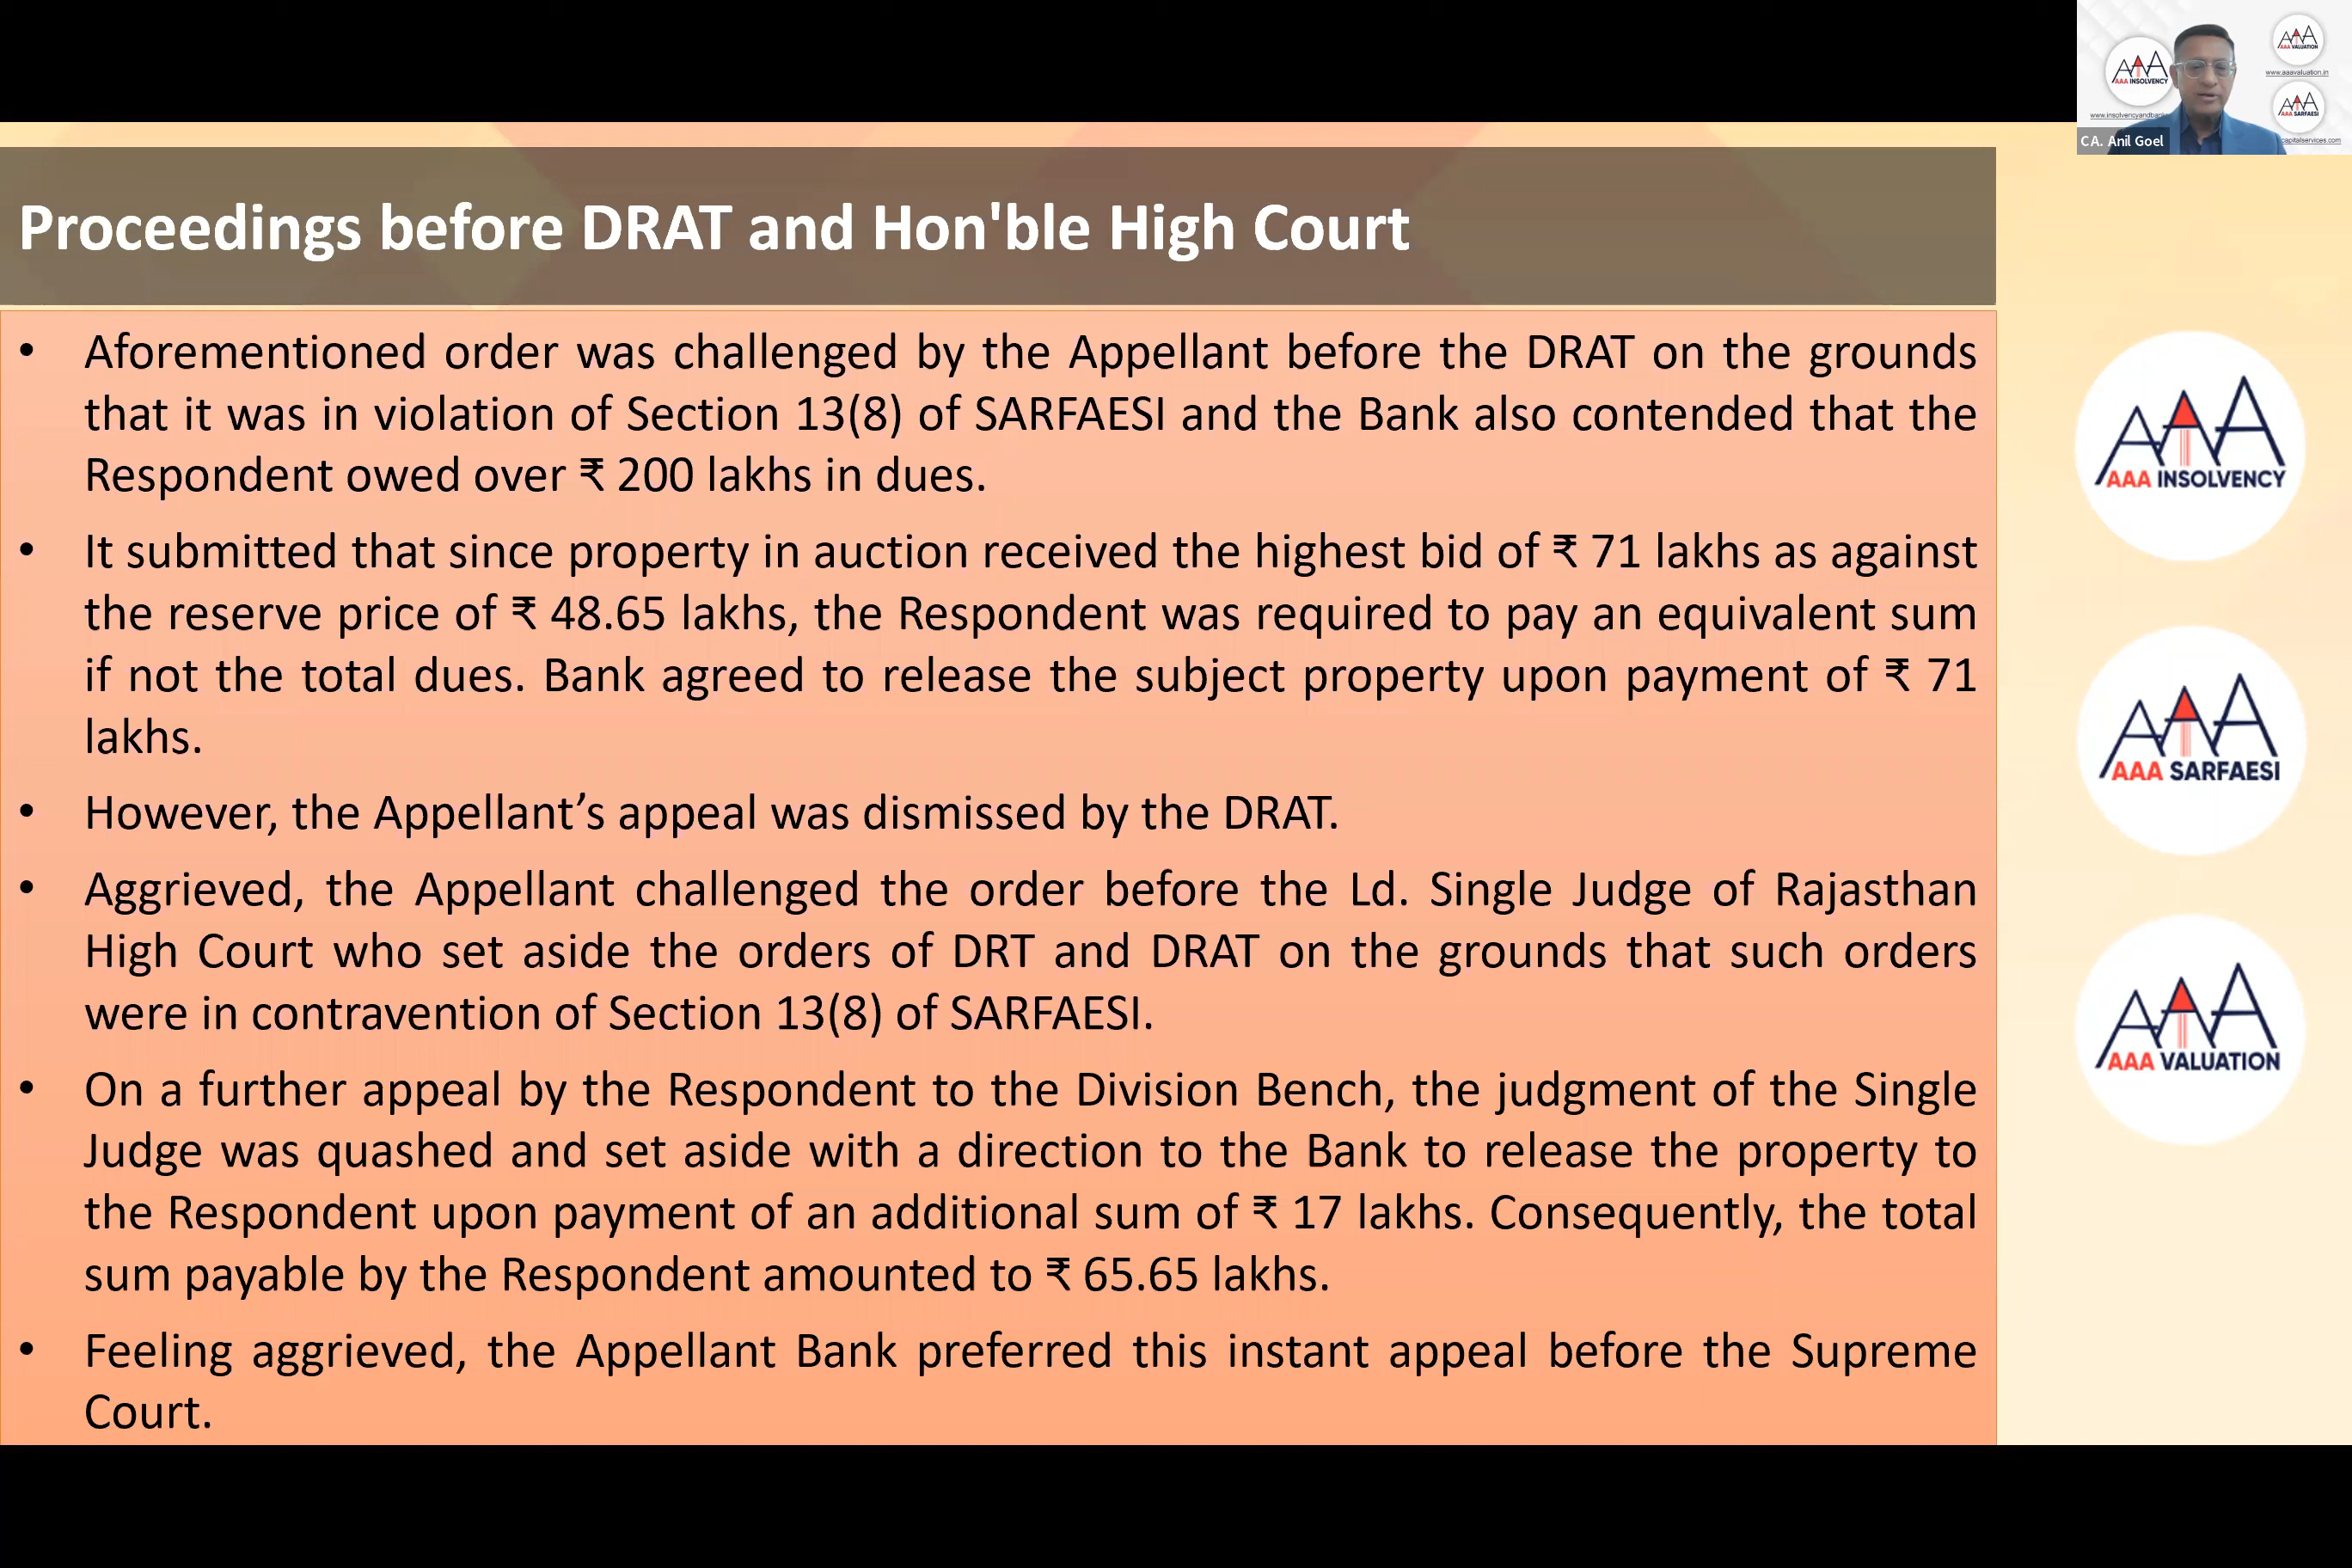 AAA INSOLVENCY
AAA VALUATION
www.aaavaluation.in
AAA SARFAESI
CA. Anil Goel
Proceedings before DRAT and Hon'ble High Court
• Aforementioned order was challenged by the Appellant before the DRAT on the grounds
that it was in violation of Section 13(8) of SARFAESI and the Bank also contended that the
Respondent owed over ₹ 200 lakhs in dues.
• It submitted that since property in auction received the highest bid of ₹ 71 lakhs as against
the reserve price of ₹ 48.65 lakhs, the Respondent was required to pay an equivalent sum
if not the total dues. Bank agreed to release the subject property upon payment of ₹ 71
lakhs.
• However, the Appellant’s appeal was dismissed by the DRAT.
• Aggrieved, the Appellant challenged the order before the Ld. Single Judge of Rajasthan
High Court who set aside the orders of DRT and DRAT on the grounds that such orders
were in contravention of Section 13(8) of SARFAESI.
• On a further appeal by the Respondent to the Division Bench, the judgment of the Single
Judge was quashed and set aside with a direction to the Bank to release the property to
the Respondent upon payment of an additional sum of ₹ 17 lakhs. Consequently, the total
sum payable by the Respondent amounted to ₹ 65.65 lakhs.
• Feeling aggrieved, the Appellant Bank preferred this instant appeal before the Supreme
Court.
AAA INSOLVENCY
AAA SARFAESI
AAA VALUATION